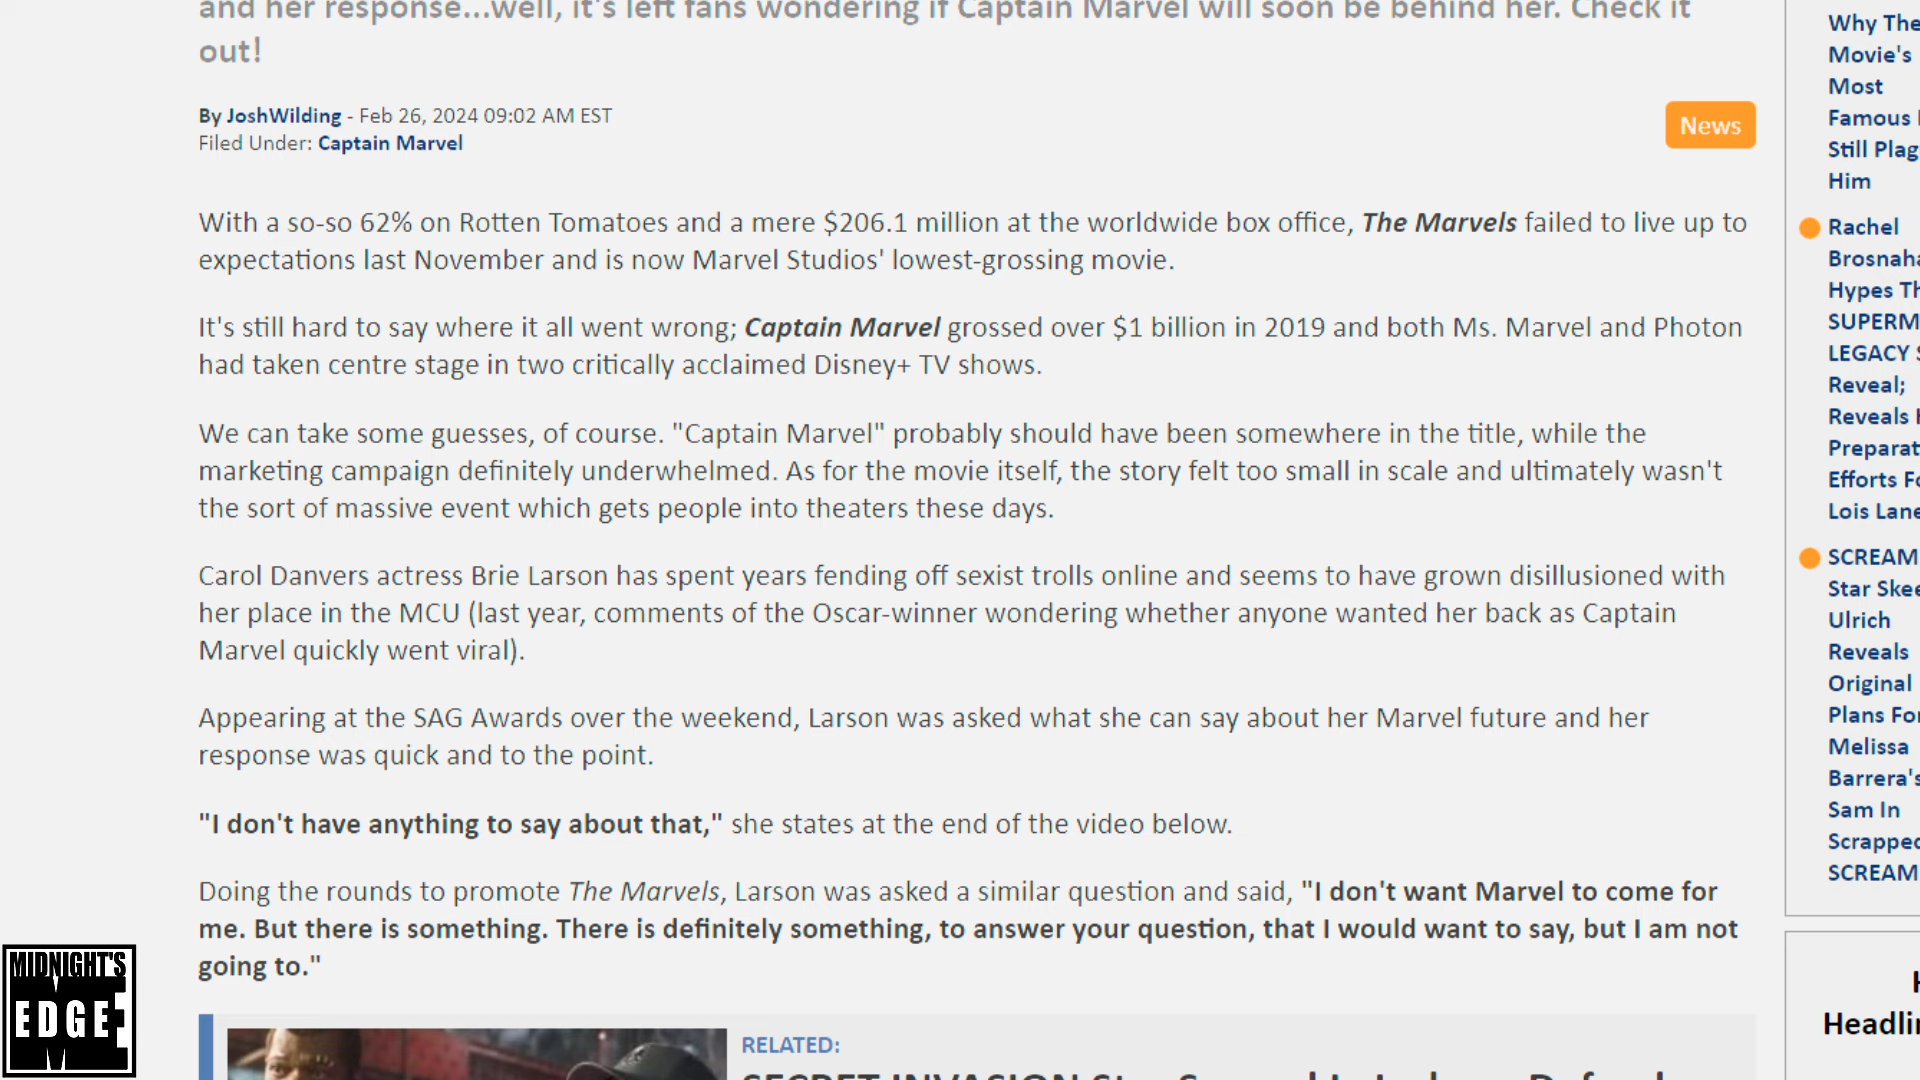 and her response...well, it's left fans wondering if Captain Marvel will soon be behind her. Check it
out!
By JoshWilding - Feb 26, 2024 09:02 AM EST
Filed Under: Captain Marvel
News
With a so-so 62% on Rotten Tomatoes and a mere $206.1 million at the worldwide box office, The Marvels failed to live up to
expectations last November and is now Marvel Studios' lowest-grossing movie.
It's still hard to say where it all went wrong; Captain Marvel grossed over $1 billion in 2019 and both Ms. Marvel and Photon
had taken centre stage in two critically acclaimed Disney+ TV shows.
We can take some guesses, of course. "Captain Marvel" probably should have been somewhere in the title, while the
marketing campaign definitely underwhelmed. As for the movie itself, the story felt too small in scale and ultimately wasn't
the sort of massive event which gets people into theaters these days.
Carol Danvers actress Brie Larson has spent years fending off sexist trolls online and seems to have grown disillusioned with
her place in the MCU (last year, comments of the Oscar-winner wondering whether anyone wanted her back as Captain
Marvel quickly went viral).
Appearing at the SAG Awards over the weekend, Larson was asked what she can say about her Marvel future and her
response was quick and to the point.
"I don't have anything to say about that," she states at the end of the video below.
Doing the rounds to promote The Marvels, Larson was asked a similar question and said, "I don't want Marvel to come for
me. But there is something. There is definitely something, to answer your question, that I would want to say, but I am not
going to."
RELATED:
SECRET INVASION Star
MIDNIGHT'S
EDGE
Why The
Movie's
Most
Famous
Still Plag
Him
Rachel
Brosnaha
Hypes Th
SUPERM
LEGACY
Reveal;
Reveals
Preparat
Efforts Fo
Lois Lane
SCREAM
Star Skee
Ulrich
Reveals
Original
Plans For
Melissa
Barrera's
Sam In
Scrapped
SCREAM
Headlin